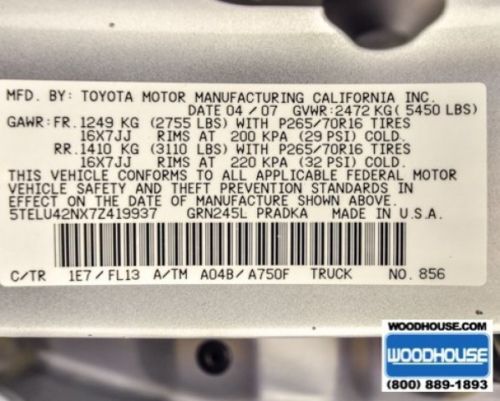 MFD. BY: TOYOTA MOTOR MANUFACTURING CALIFORNIA INC.
DATE 04 / 07 GVWR:2472 KG( 5450 LBS)
GAWR:FR.1249 KG (2755 LBS) WITH P265/70R16 TIRES
16X7JJ RIMS AT 200 KPA (29 PSI) COLD.
RR.1410 KG (3110 LBS) WITH P265/70R16 TIRES
16X7JJ RIMS AT 220 KPA (32 PSI) COLD.
THIS VEHICLE CONFORMS TO ALL APPLICABLE FEDERAL MOTOR
VEHICLE SAFETY AND THEFT PREVENTION STANDARDS IN
EFFECT ON THE DATE OF MANUFACTURE SHOWN ABOVE.
5TELU42NX7Z419937 GRN245L PRADKA MADE IN U.S.A.
C/TR 1E7 / FL13 A/TM A04B / A750F TRUCK NO. 856
WOODHOUSE.COM
WOODHOUSE
(800) 889-1893